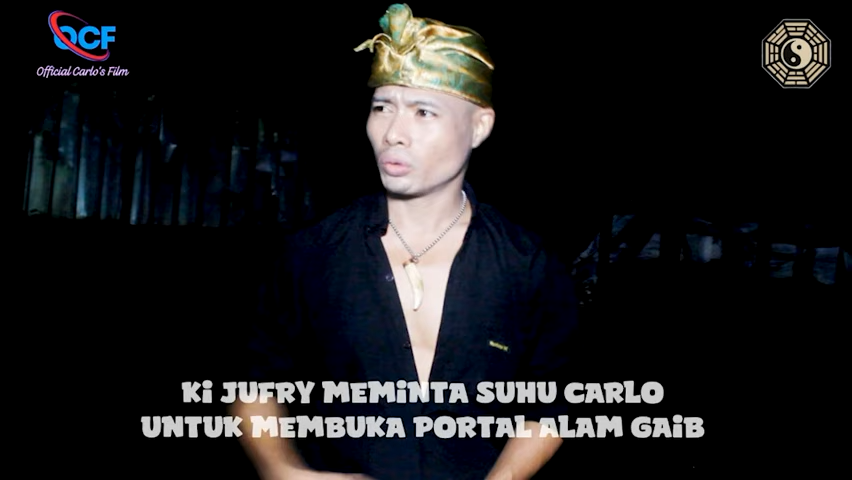 OCF
Official Carlo's Film
Ki JUFRY MEMiNTA SUHU CARLO
UNTUK MEMBUKA PORTAL ALAM GAiB